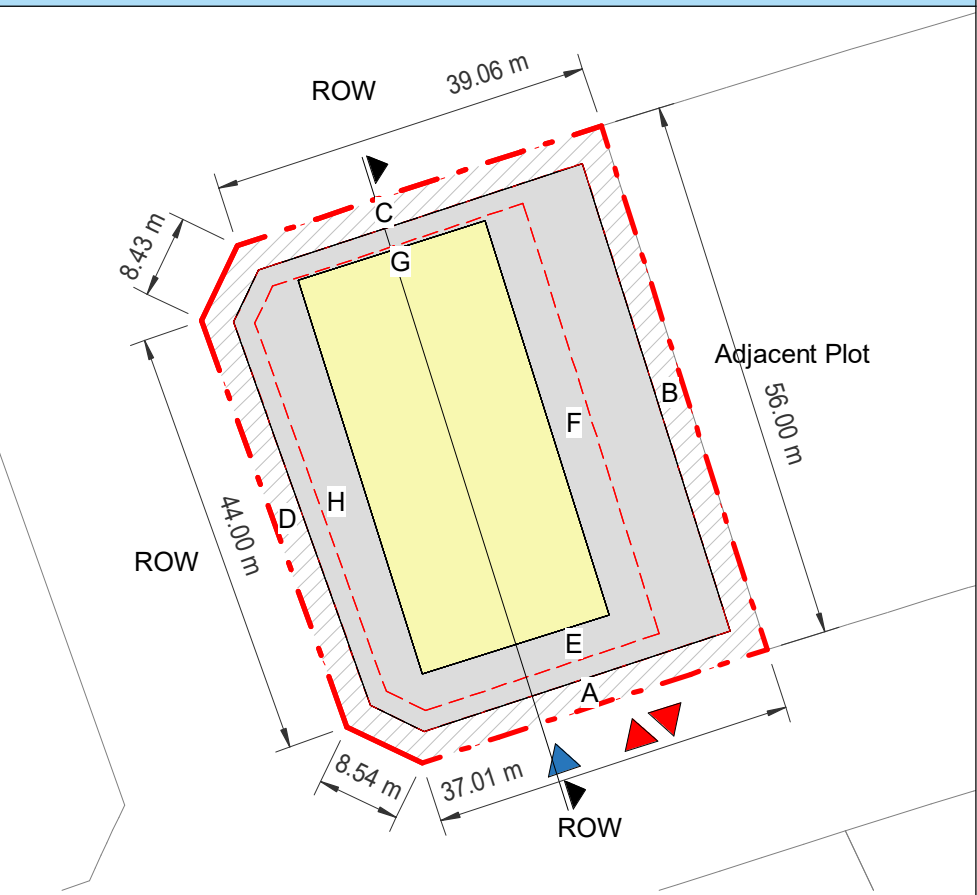 39.06 m
ROW
C
8.43 m
G
Adjacent Plot
B
56.00 m
F
H
D
44.00 m
ROW
E
A
8.54 m
37.01 m
ROW